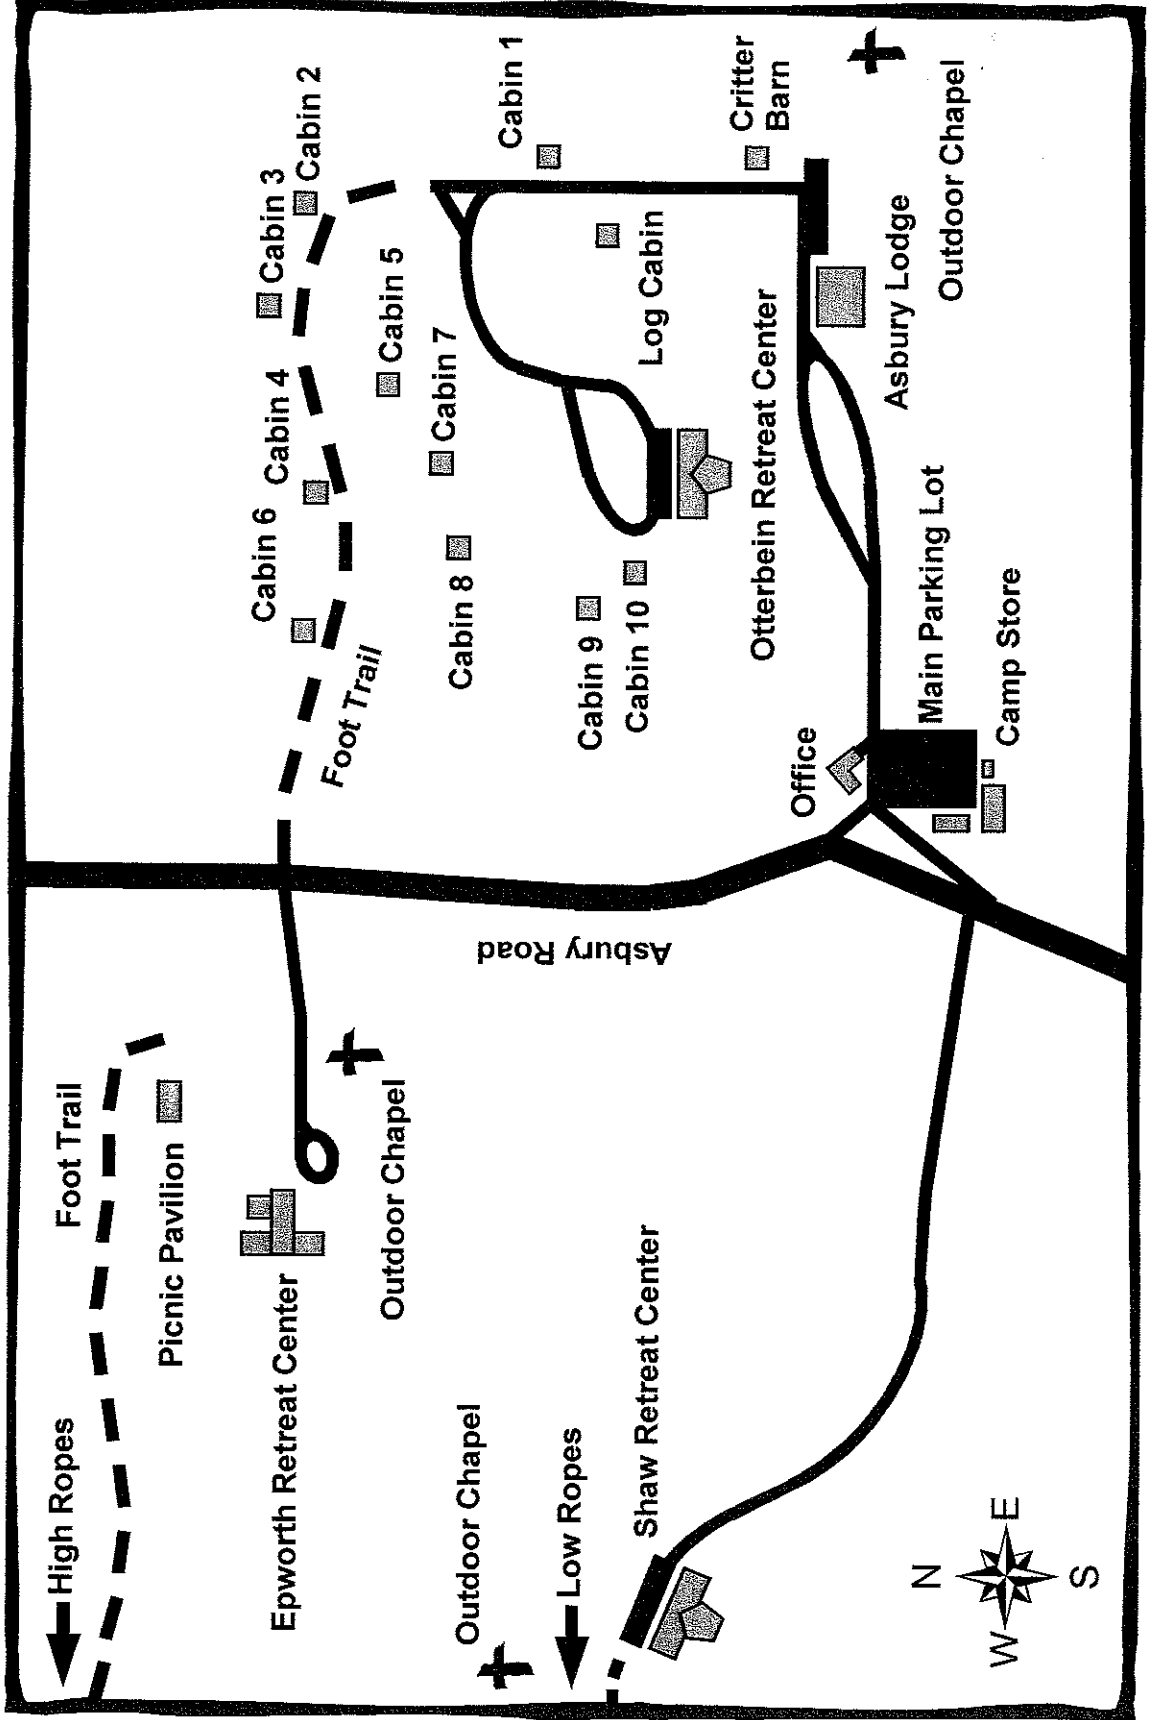 High Ropes
Foot Trail
Picnic Pavilion
Epworth Retreat Center
Outdoor Chapel
Outdoor Chapel
Low Ropes
Shaw Retreat Center
N
W
E
S
Asbury Road
Foot Trail
Cabin 6
Cabin 4
Cabin 3
Cabin 2
Cabin 5
Cabin 7
Cabin 8
Cabin 1
Cabin 9
Cabin 10
Log Cabin
Otterbein Retreat Center
Critter
Barn
Office
Asbury Lodge
Main Parking Lot
Outdoor Chapel
Camp Store